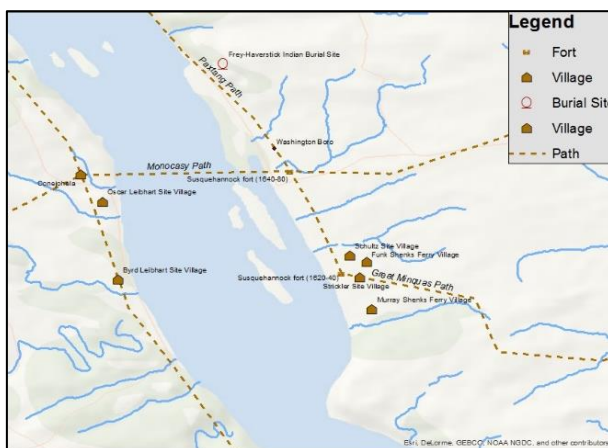 Legend
Fort
Village
Burial Site
Village
Path
Frey-Haverstick Indian Burial Site
Paxtang Path
Washington Boro
Monocasy Path
Susquehannock fort (1640-80)
Conejohela
Oscar Leibhart Site Village
Byrd Leibhart Site Village
Schultz Site Village
Funk Shenks Ferry Village
Susquehannock fort (1620-40)
Great Minquas Path
Strickler Site Village
Murray Shenks Ferry Village
Esri, DeLorme, GEBCO, NOAA NGDC, and other contributors